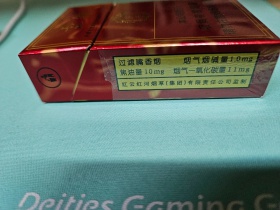 过滤嘴香烟 烟气烟碱量1.0mg
焦油量10mg 烟气一氧化碳量11mg
红云红河烟草(集团)有限责任公司出品
Deities Gaming G